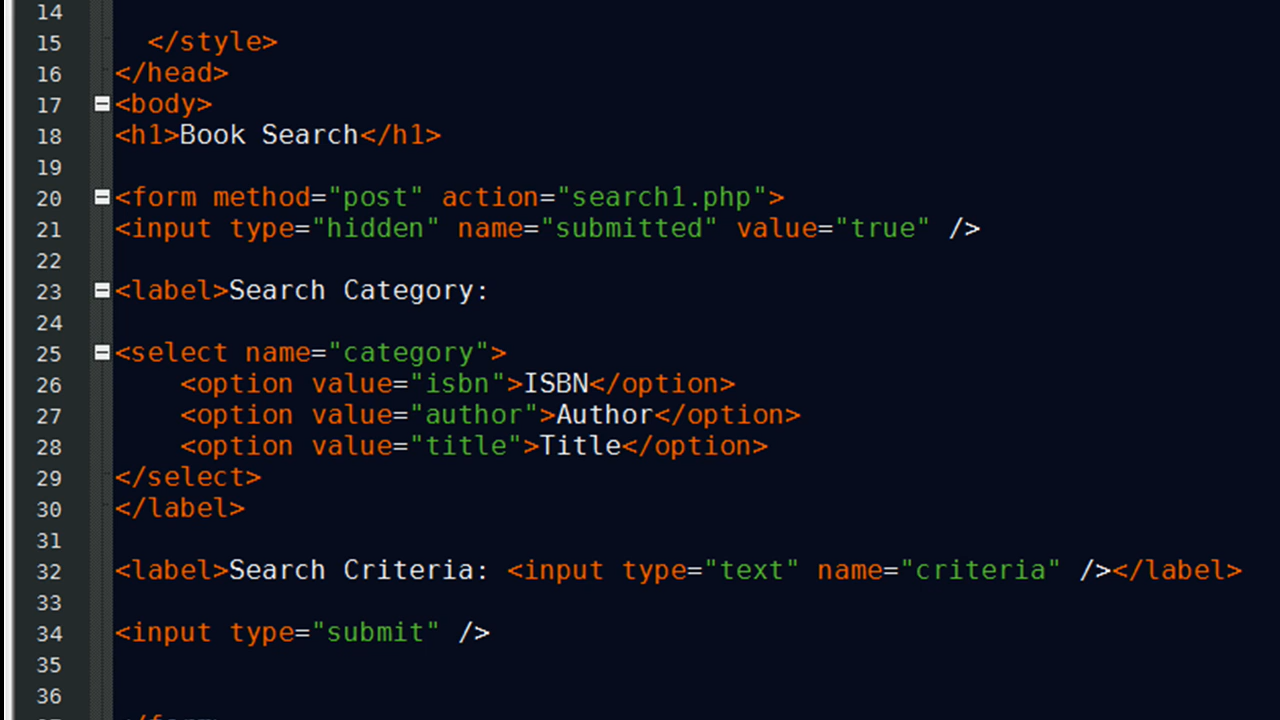 14
15 </style>
16 </head>
17 <body>
18 <h1>Book Search</h1>
19
20 <form method="post" action="search1.php">
21 <input type="hidden" name="submitted" value="true" />
22
23 <label>Search Category:
24
25 <select name="category">
26 <option value="isbn">ISBN</option>
27 <option value="author">Author</option>
28 <option value="title">Title</option>
29 </select>
30 </label>
31
32 <label>Search Criteria: <input type="text" name="criteria" /></label>
33
34 <input type="submit" />
35
36